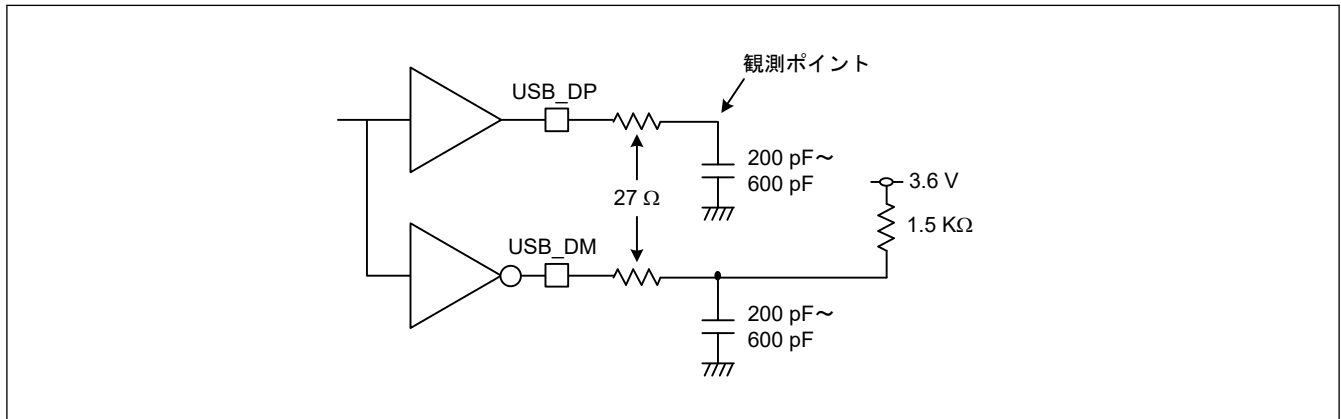 観測ポイント
USB_DP
200 pF～
600 pF
27 Ω
3.6 V
1.5 KΩ
USB_DM
200 pF～
600 pF